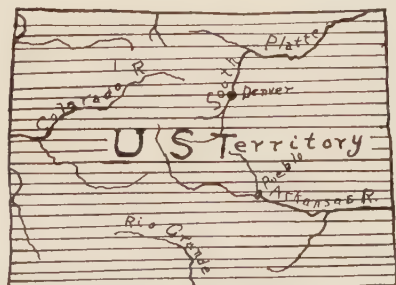 Platte
South
Colorado R
Denver
U S Territory
Pueblo
Arkansas R.
Rio Grande